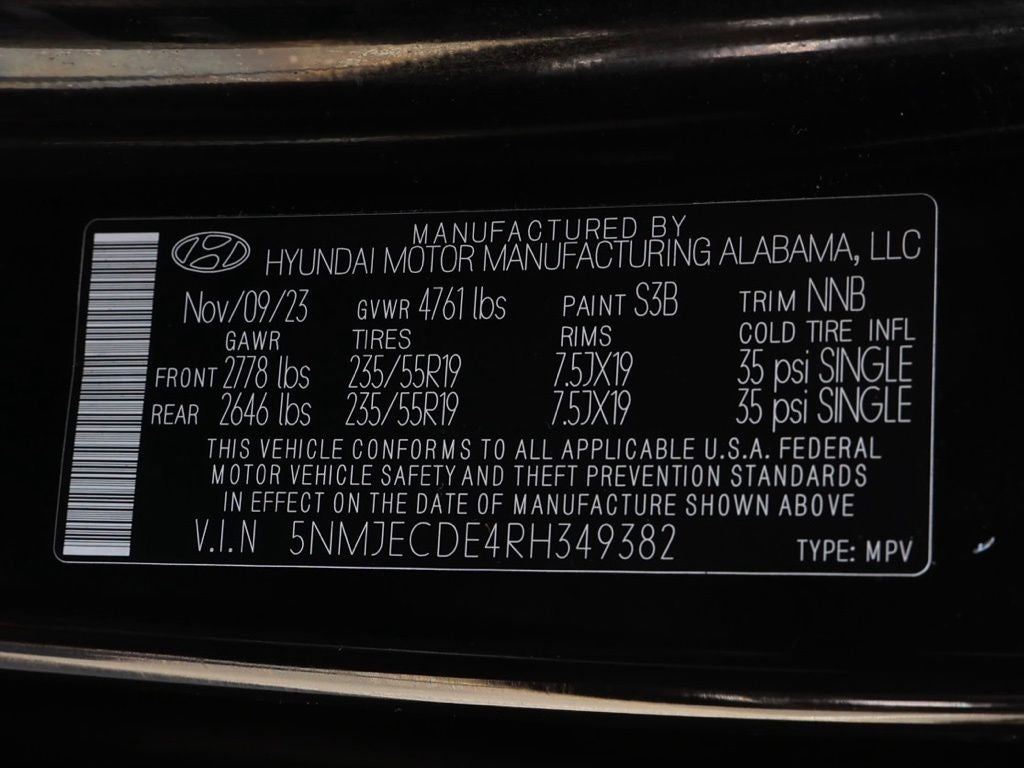 MANUFACTURED BY
HYUNDAI MOTOR MANUFACTURING ALABAMA, LLC
Nov/09/23 GVWR 4761 lbs PAINT S3B TRIM NNB
GAWR TIRES RIMS COLD TIRE INFL
FRONT 2778 lbs 235/55R19 7.5JX19 35 psi SINGLE
REAR 2646 lbs 235/55R19 7.5JX19 35 psi SINGLE
THIS VEHICLE CONFORMS TO ALL APPLICABLE U.S.A. FEDERAL
MOTOR VEHICLE SAFETY AND THEFT PREVENTION STANDARDS
IN EFFECT ON THE DATE OF MANUFACTURE SHOWN ABOVE
V.I.N 5NMJECDE4RH349382 TYPE: MPV